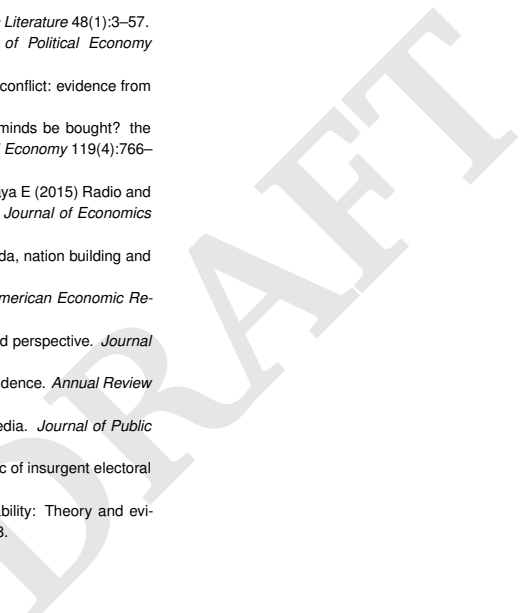 Literature 48(1):3–57.
of Political Economy
conflict: evidence from
minds be bought? the
Economy 119(4):766–
aya E (2015) Radio and
Journal of Economics
da, nation building and
merican Economic Re-
d perspective. Journal
dence. Annual Review
edia. Journal of Public
c of insurgent electoral
bility: Theory and evi-
3.
DRAFT